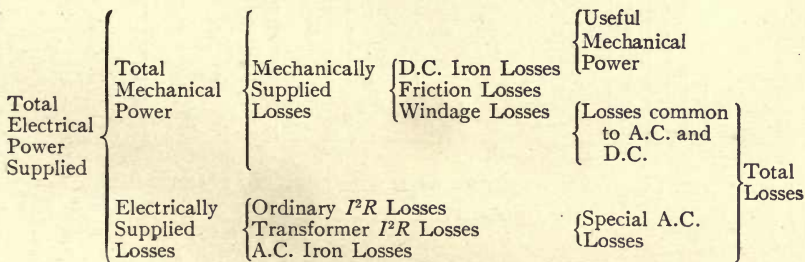 Total
Electrical
Power
Supplied
Total
Mechanical
Power
Mechanically
Supplied
Losses
D.C. Iron Losses
Friction Losses
Windage Losses
Useful
Mechanical
Power
Losses common
to A.C. and
D.C.
Electrically
Supplied
Losses
Ordinary I²R Losses
Transformer I²R Losses
A.C. Iron Losses
Special A.C.
Losses
Total
Losses